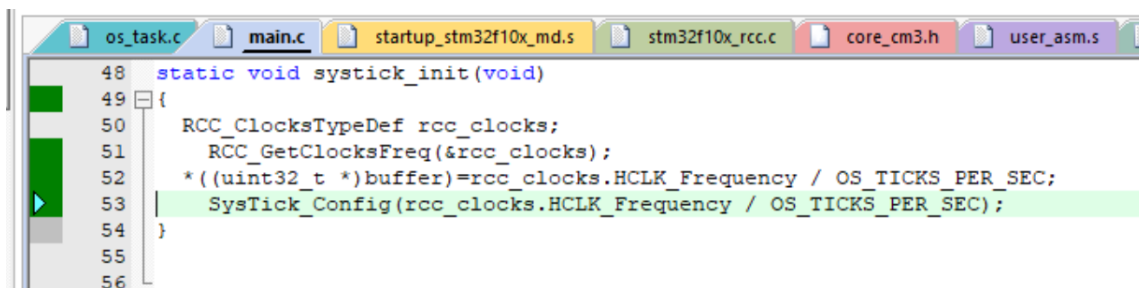 os_task.c main.c startup_stm32f10x_md.s stm32f10x_rcc.c core_cm3.h user_asm.s
48 static void systick_init(void)
49 {
50 RCC_ClocksTypeDef rcc_clocks;
51 RCC_GetClocksFreq(&rcc_clocks);
52 *((uint32_t *)buffer)=rcc_clocks.HCLK_Frequency / OS_TICKS_PER_SEC;
53 SysTick_Config(rcc_clocks.HCLK_Frequency / OS_TICKS_PER_SEC);
54 }
55
56